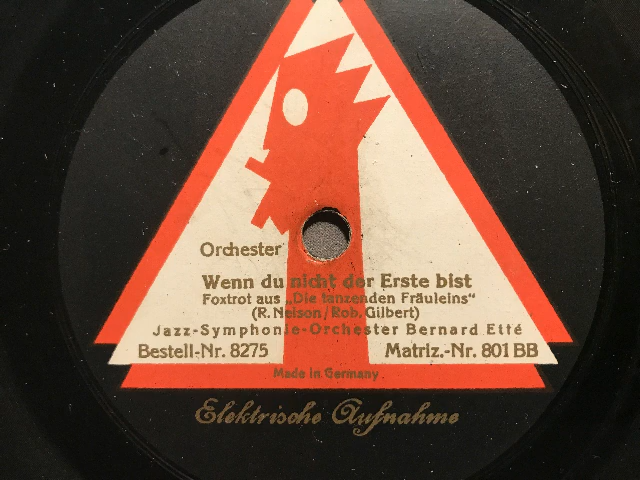 Orchester
Wenn du nicht der Erste bist
Foxtrot aus „Die tanzenden Fräuleins“
(R. Nelson/Rob. Gilbert)
Jazz-Symphonie-Orchester Bernard Etté
Bestell-Nr. 8275 Matriz.-Nr. 801 BB
Made in Germany
Elektrische Aufnahme